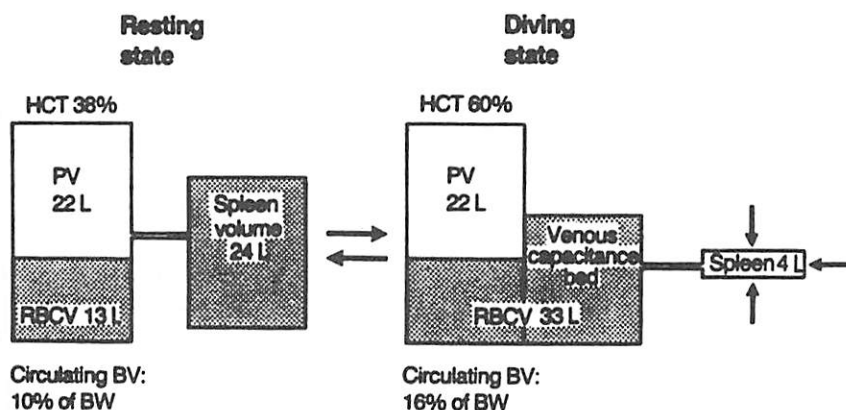 Resting
state
HCT 38%
PV
22 L
RBCV 13 L
Spleen
volume
24 L
Circulating BV:
10% of BW
Diving
state
HCT 60%
PV
22 L
Venous
capacitance
bed
RBCV 33 L
Spleen 4 L
Circulating BV:
16% of BW